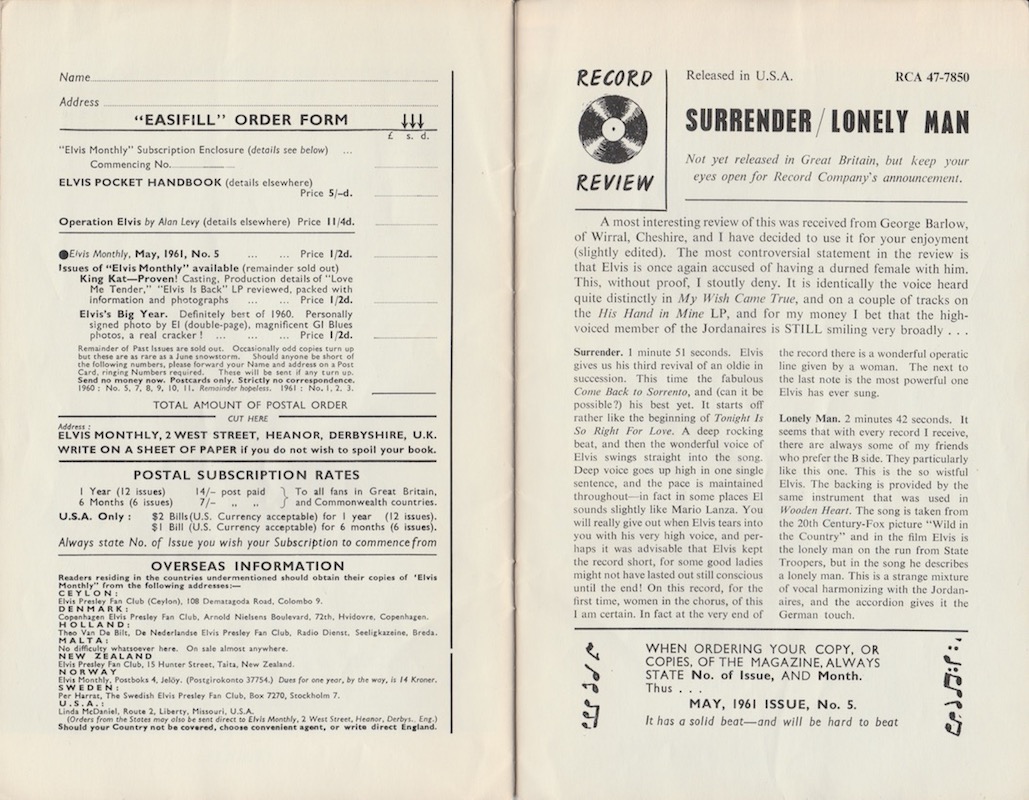 Name
Address
"EASIFILL" ORDER FORM
£ s. d.
"Elvis Monthly" Subscription Enclosure (details see below) ...
Commencing No.
ELVIS POCKET HANDBOOK (details elsewhere)
Price 5/-d.
Operation Elvis by Alan Levy (details elsewhere) Price 11/4d.
●Elvis Monthly, May, 1961, No. 5 ... ... Price 1/2d.
Issues of "Elvis Monthly" available (remainder sold out)
King Kat—Proven! Casting, Production details of "Love
Me Tender," "Elvis Is Back" LP reviewed, packed with
information and photographs ... ... Price 1/2d.
Elvis's Big Year. Definitely best of 1960. Personally
signed photo by El (double-page), magnificent GI Blues
photos, a real cracker! ... ... ... Price 1/2d.
Remainder of Past Issues are sold out. Occasionally odd copies turn up
but these are as rare as a June snowstorm. Should anyone be short of
the following numbers, please forward your Name and address on a Post
Card, ringing Numbers required. These will be sent if any turn up.
Send no money now. Postcards only. Strictly no correspondence.
1960 : No. 5, 7, 8, 9, 10, 11. Remainder hopeless. 1961 : No. 1, 2, 3.
TOTAL AMOUNT OF POSTAL ORDER
CUT HERE
Address :
ELVIS MONTHLY, 2 WEST STREET, HEANOR, DERBYSHIRE, U.K.
WRITE ON A SHEET OF PAPER if you do not wish to spoil your book.
POSTAL SUBSCRIPTION RATES
1 Year (12 issues) 14/- post paid } To all fans in Great Britain,
6 Months (6 issues) 7/- „ „ } and Commonwealth countries.
U.S.A. Only : $2 Bills (U.S. Currency acceptable) for 1 year (12 issues).
$1 Bill (U.S. Currency acceptable) for 6 months (6 issues).
Always state No. of Issue you wish your Subscription to commence from
OVERSEAS INFORMATION
Readers residing in the countries undermentioned should obtain their copies of 'Elvis
Monthly" from the following addresses:—
CEYLON:
Elvis Presley Fan Club (Ceylon), 108 Dematagoda Road, Colombo 9.
DENMARK:
Copenhagen Elvis Presley Fan Club, Arnold Nielsens Boulevard, 72th, Hvidovre, Copenhagen.
HOLLAND:
Theo Van De Bilt, De Nederlandse Elvis Presley Fan Club, Radio Dienst, Seeligkazeine, Breda.
MALTA:
No difficulty whatsoever here. On sale almost anywhere.
NEW ZEALAND
Elvis Presley Fan Club, 15 Hunter Street, Taita, New Zealand.
NORWAY
Elvis Monthly, Postboks 4, Jelöy. (Postgirokonto 37754.) Dues for one year, by the way, is 14 Kroner.
SWEDEN:
Per Harrat, The Swedish Elvis Presley Fan Club, Box 7270, Stockholm 7.
U.S.A.:
Linda McDaniel, Route 2, Liberty, Missouri, U.S.A.
(Orders from the States may also be sent direct to Elvis Monthly, 2 West Street, Heanor, Derbys., Eng.)
Should your Country not be covered, choose convenient agent, or write direct England.
RECORD
REVIEW
Released in U.S.A. RCA 47-7850
SURRENDER / LONELY MAN
Not yet released in Great Britain, but keep your
eyes open for Record Company's announcement.
A most interesting review of this was received from George Barlow,
of Wirral, Cheshire, and I have decided to use it for your enjoyment
(slightly edited). The most controversial statement in the review is
that Elvis is once again accused of having a durned female with him.
This, without proof, I stoutly deny. It is identically the voice heard
quite distinctly in My Wish Came True, and on a couple of tracks on
the His Hand in Mine LP, and for my money I bet that the high-
voiced member of the Jordanaires is STILL smiling very broadly . . .
Surrender. 1 minute 51 seconds. Elvis
gives us his third revival of an oldie in
succession. This time the fabulous
Come Back to Sorrento, and (can it be
possible?) his best yet. It starts off
rather like the beginning of Tonight Is
So Right For Love. A deep rocking
beat, and then the wonderful voice of
Elvis swings straight into the song.
Deep voice goes up high in one single
sentence, and the pace is maintained
throughout—in fact in some places El
sounds slightly like Mario Lanza. You
will really give out when Elvis tears into
you with his very high voice, and per-
haps it was advisable that Elvis kept
the record short, for some good ladies
might not have lasted out still conscious
until the end! On this record, for the
first time, women in the chorus, of this
I am certain. In fact at the very end of
the record there is a wonderful operatic
line given by a woman. The next to
the last note is the most powerful one
Elvis has ever sung.
Lonely Man. 2 minutes 42 seconds. It
seems that with every record I receive,
there are always some of my friends
who prefer the B side. They particularly
like this one. This is the so wistful
Elvis. The backing is provided by the
same instrument that was used in
Wooden Heart. The song is taken from
the 20th Century-Fox picture "Wild in
the Country" and in the film Elvis is
the lonely man on the run from State
Troopers, but in the song he describes
a lonely man. This is a strange mixture
of vocal harmonizing with the Jordan-
aires, and the accordion gives it the
German touch.
WHEN ORDERING YOUR COPY, OR
COPIES, OF THE MAGAZINE, ALWAYS
STATE No. of Issue, AND Month.
Thus . . .
MAY, 1961 ISSUE, No. 5.
It has a solid beat—and will be hard to beat